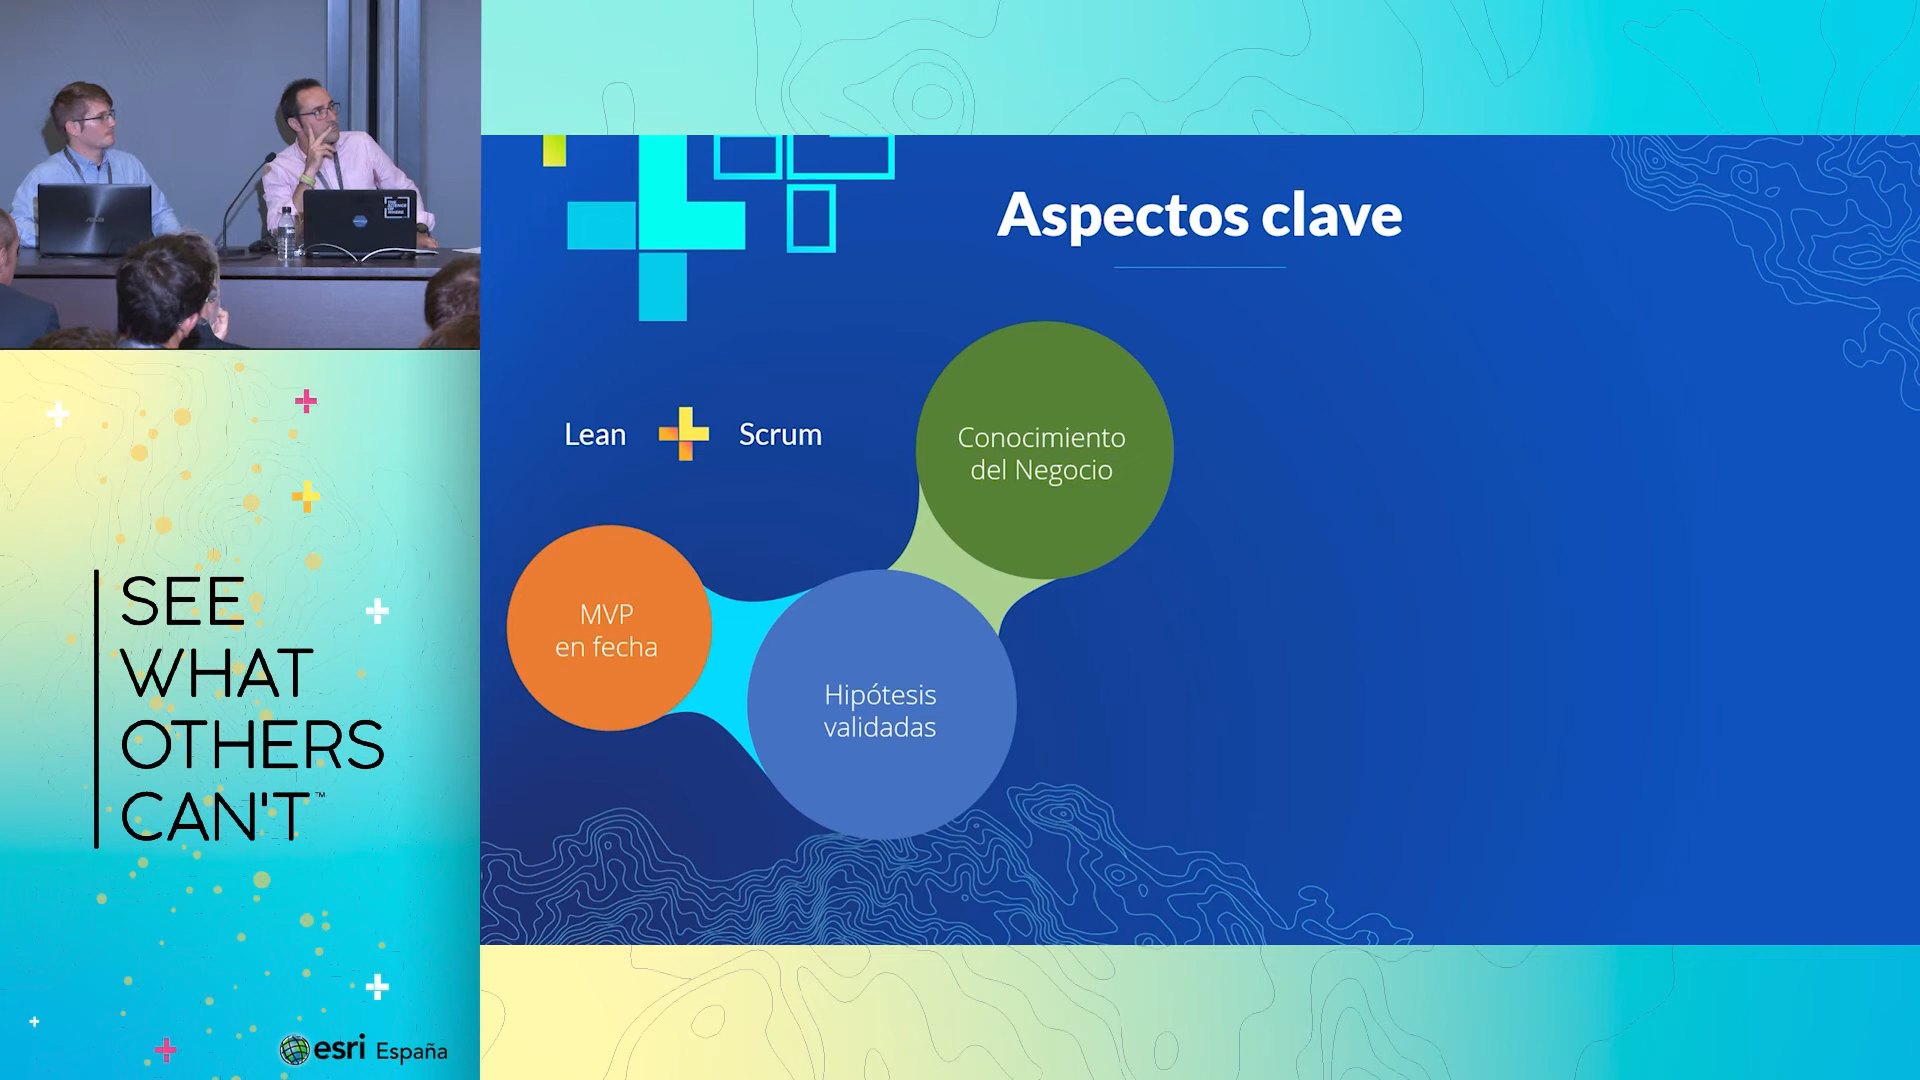 Aspectos clave
Lean
Scrum
Conocimiento
del Negocio
MVP
en fecha
Hipótesis
validadas
SEE
WHAT
OTHERS
CAN'T™
esri España